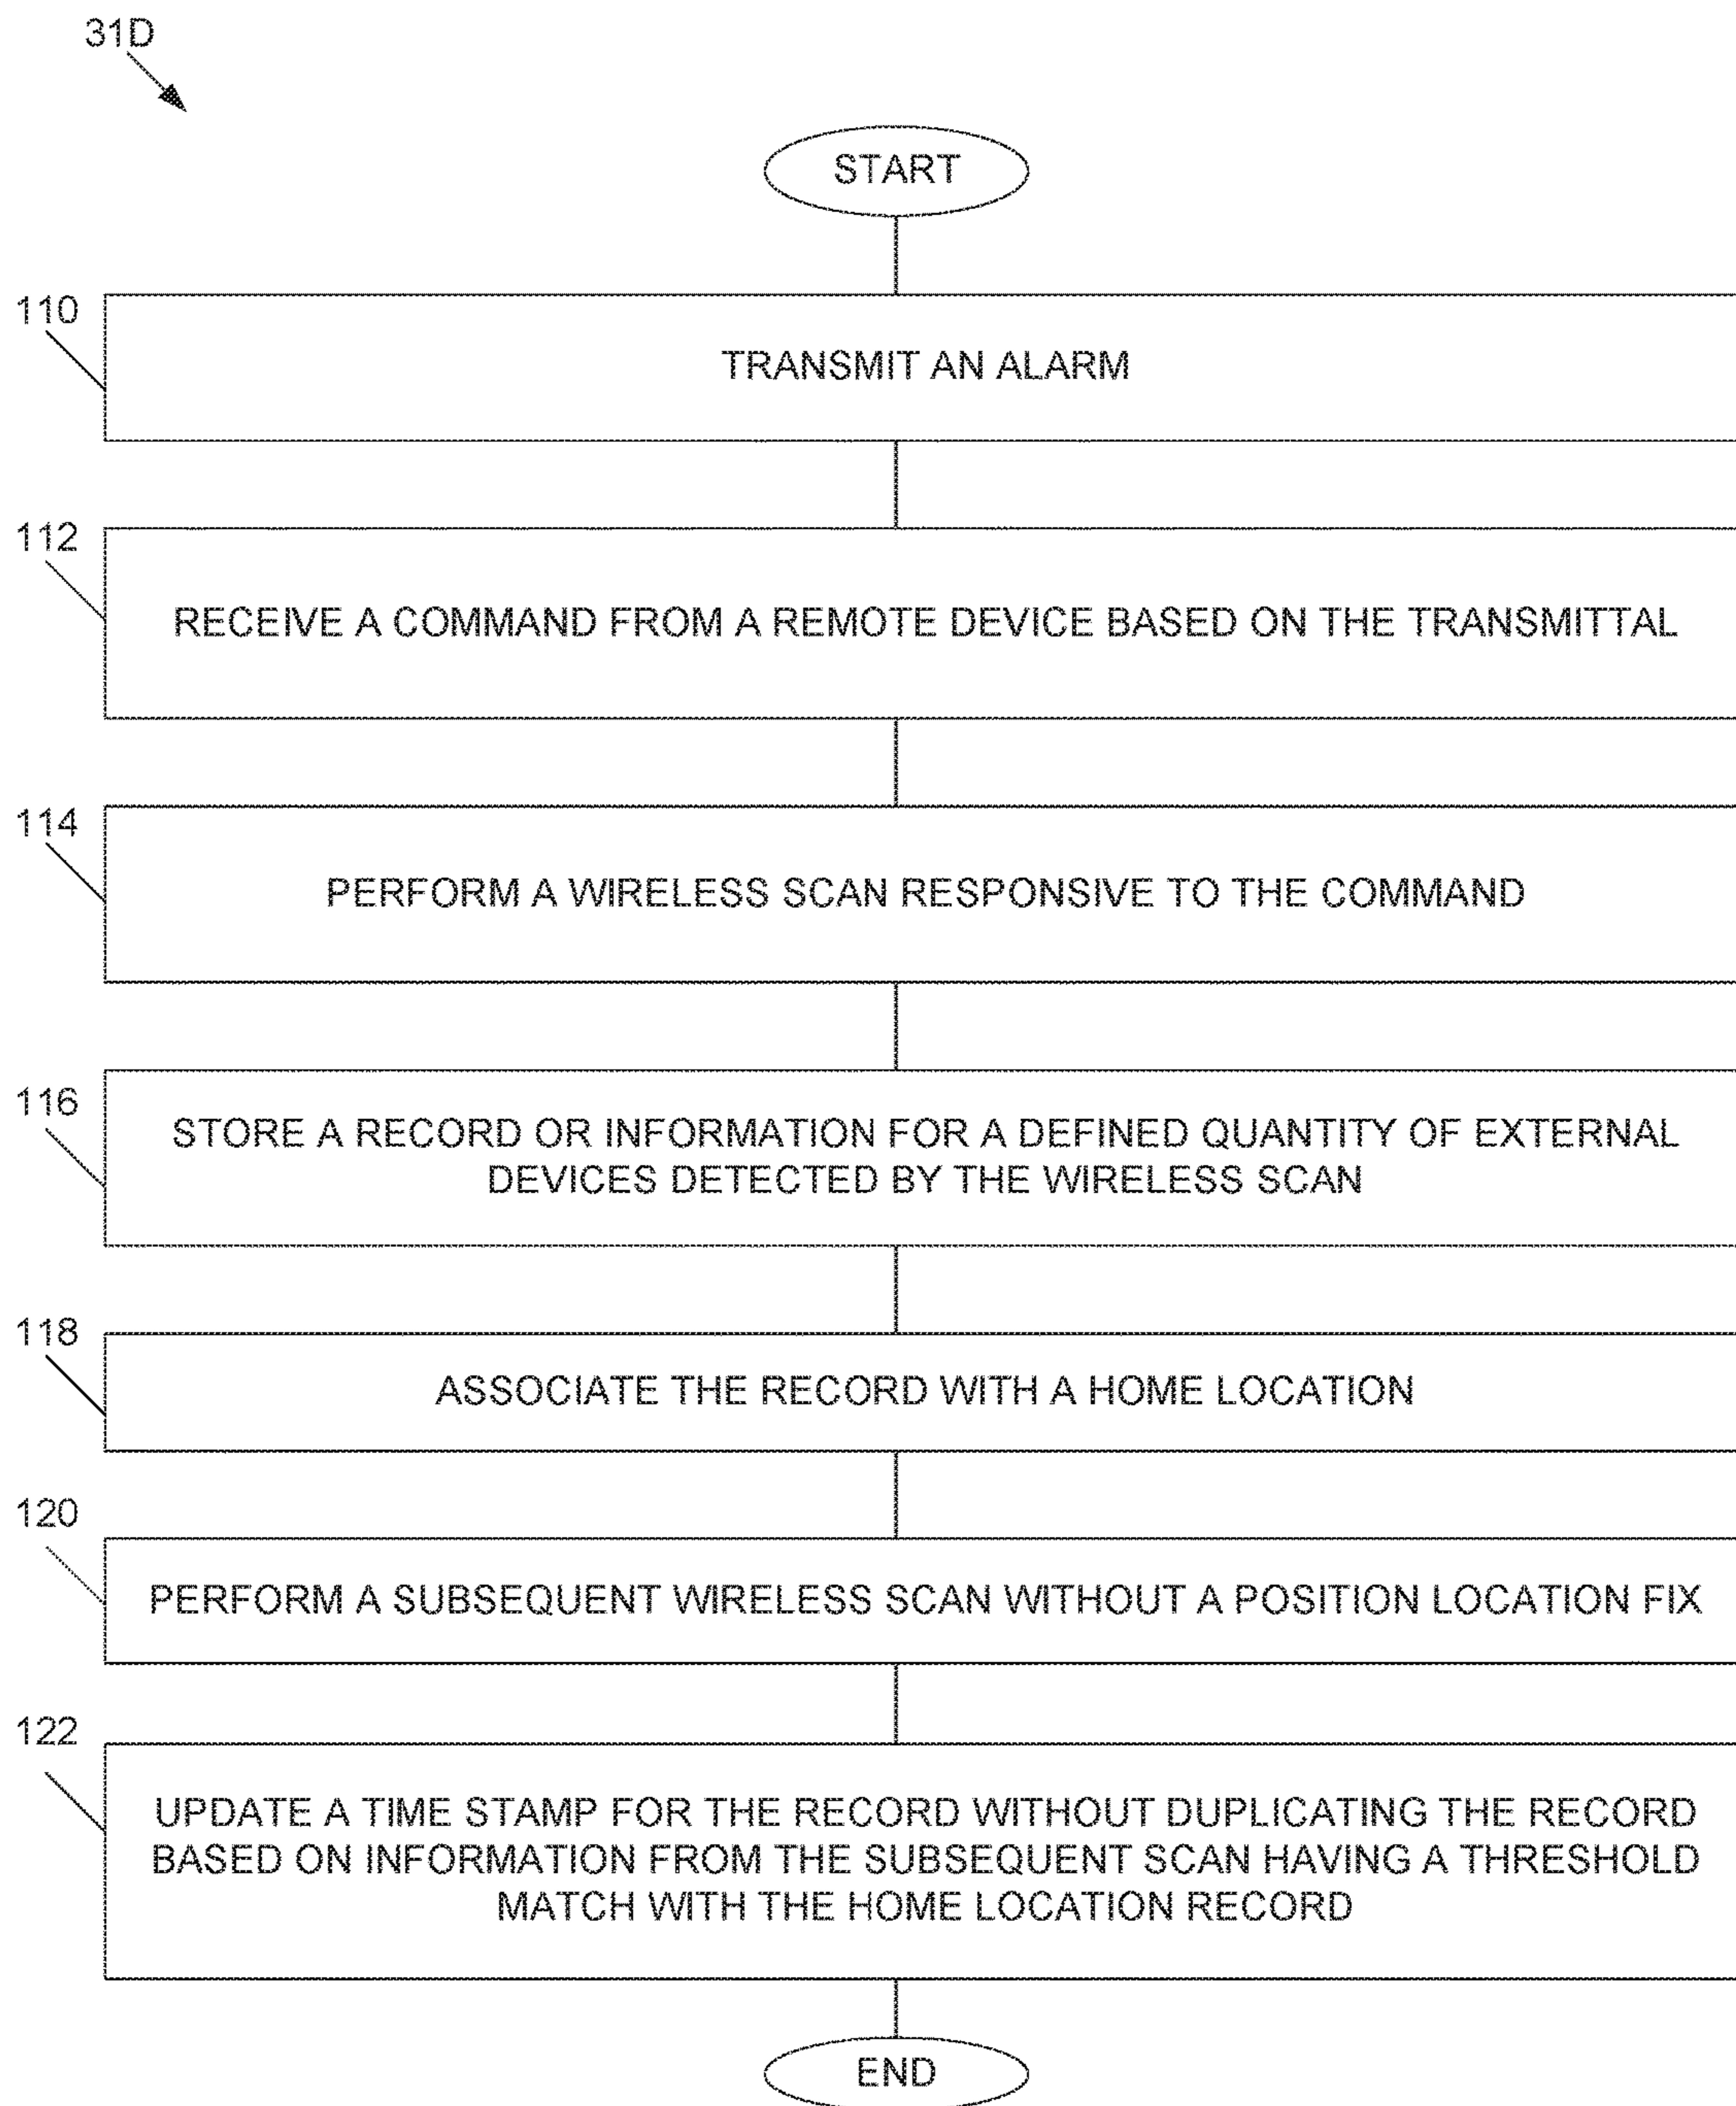 31D
START
110
TRANSMIT AN ALARM
112
RECEIVE A COMMAND FROM A REMOTE DEVICE BASED ON THE TRANSMITTAL
114
PERFORM A WIRELESS SCAN RESPONSIVE TO THE COMMAND
116
STORE A RECORD OR INFORMATION FOR A DEFINED QUANTITY OF EXTERNAL
DEVICES DETECTED BY THE WIRELESS SCAN
118
ASSOCIATE THE RECORD WITH A HOME LOCATION
120
PERFORM A SUBSEQUENT WIRELESS SCAN WITHOUT A POSITION LOCATION FIX
122
UPDATE A TIME STAMP FOR THE RECORD WITHOUT DUPLICATING THE RECORD
BASED ON INFORMATION FROM THE SUBSEQUENT SCAN HAVING A THRESHOLD
MATCH WITH THE HOME LOCATION RECORD
END